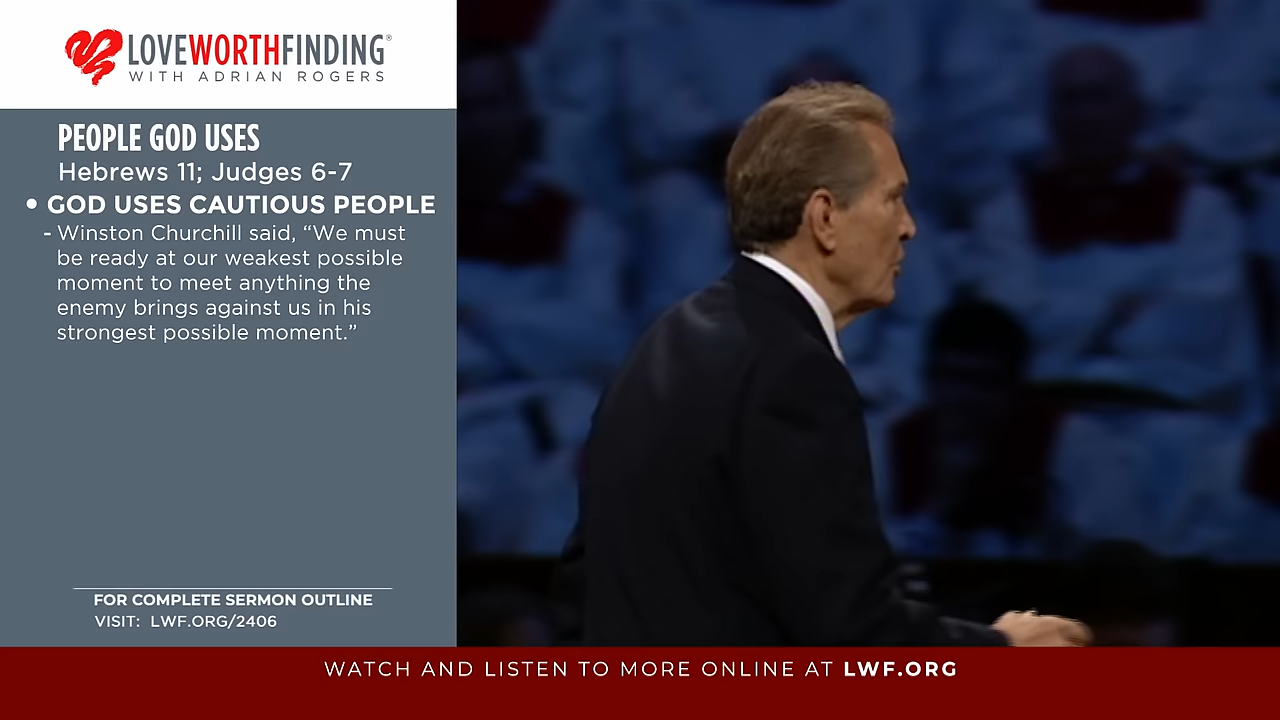 LOVEWORTHFINDING®
WITH ADRIAN ROGERS
PEOPLE GOD USES
Hebrews 11; Judges 6-7
• GOD USES CAUTIOUS PEOPLE
- Winston Churchill said, “We must
be ready at our weakest possible
moment to meet anything the
enemy brings against us in his
strongest possible moment.”
FOR COMPLETE SERMON OUTLINE
VISIT: LWF.ORG/2406
WATCH AND LISTEN TO MORE ONLINE AT LWF.ORG